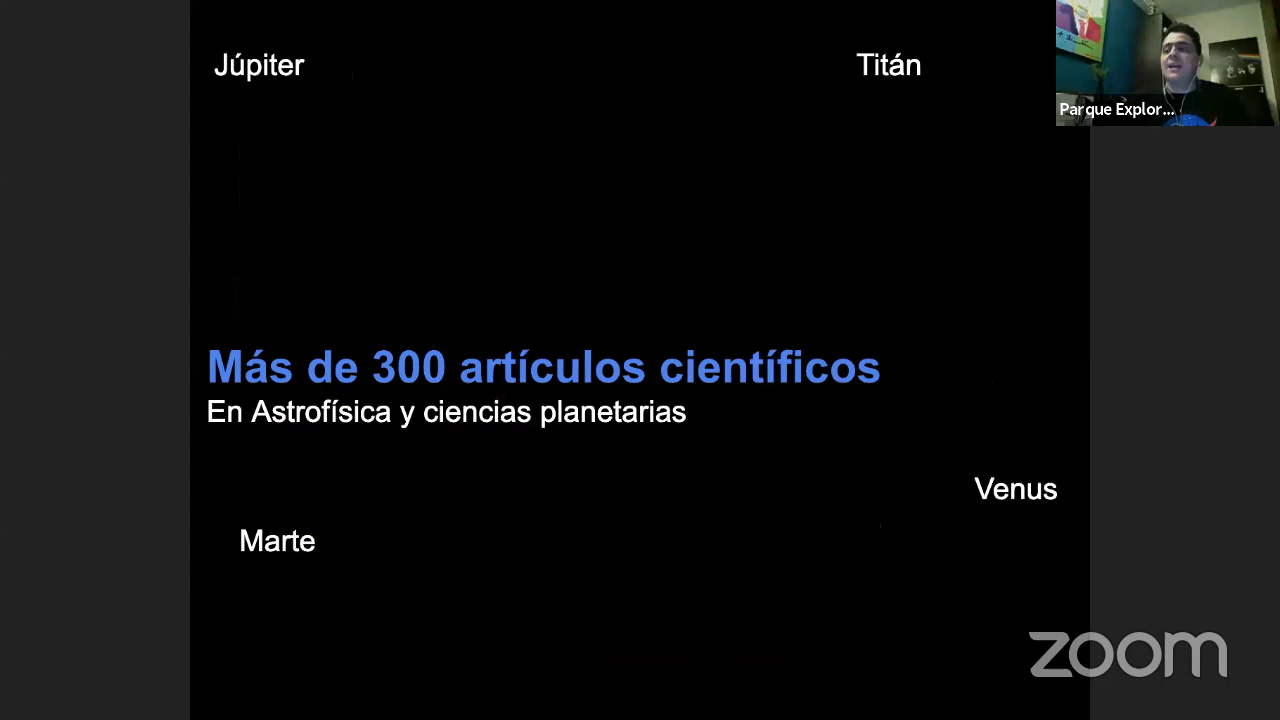 Júpiter
Titán
Parque Explor...
Más de 300 artículos científicos
En Astrofísica y ciencias planetarias
Venus
Marte
zoom